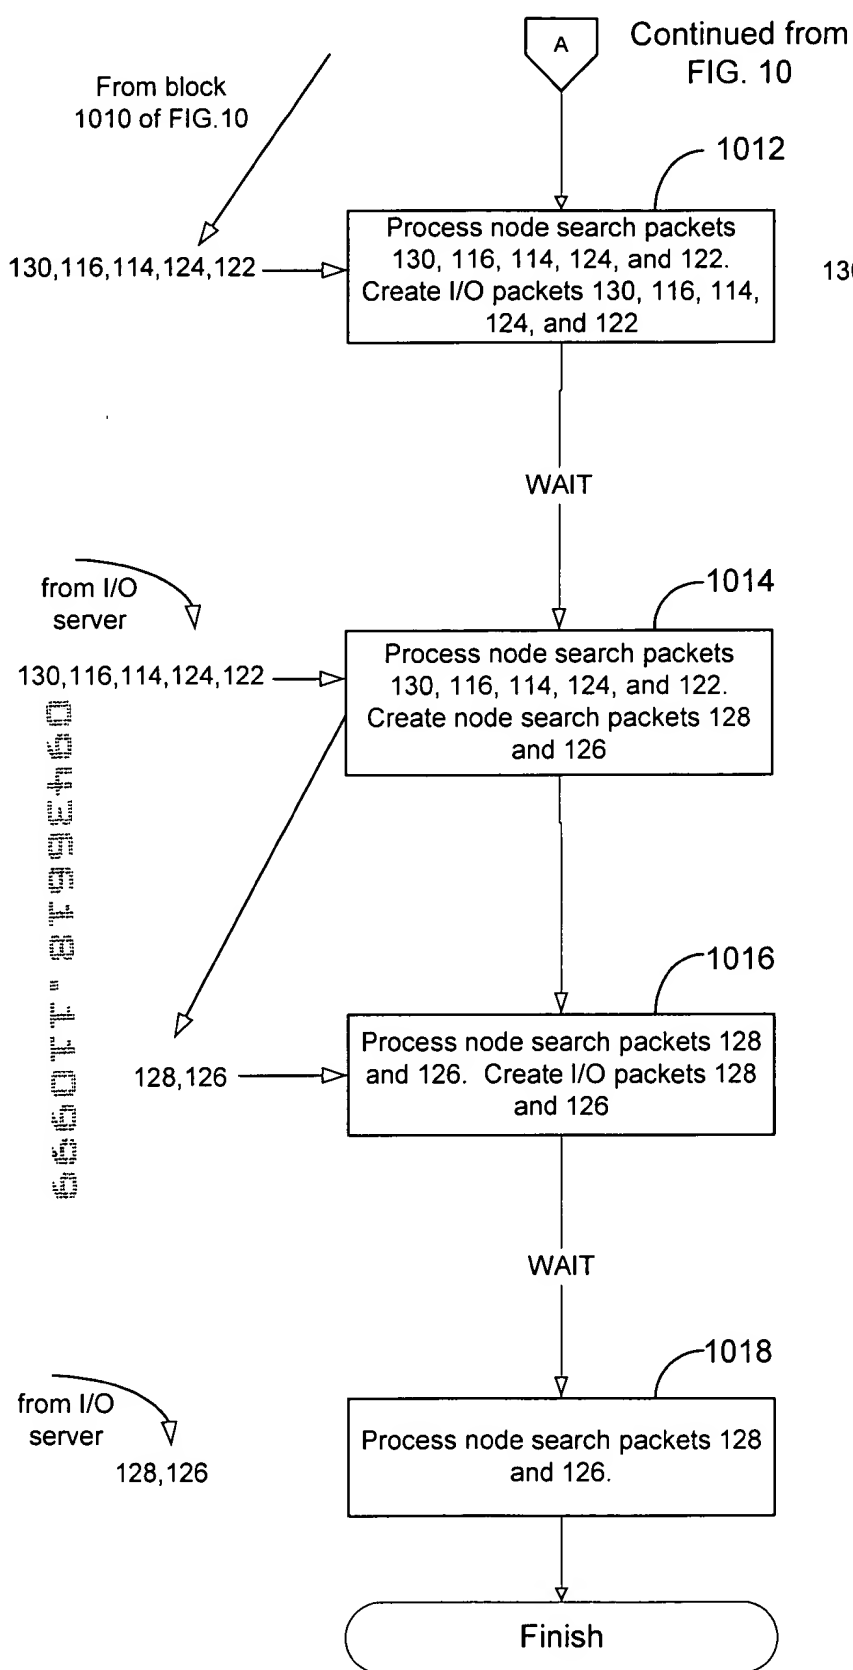 A
Continued from
FIG. 10
From block
1010 of FIG.10
1012
130,116,114,124,122
Process node search packets
130, 116, 114, 124, and 122.
Create I/O packets 130, 116, 114,
124, and 122
130
WAIT
1014
from I/O
server
130,116,114,124,122
Process node search packets
130, 116, 114, 124, and 122.
Create node search packets 128
and 126
09436618.110999
1016
128,126
Process node search packets 128
and 126. Create I/O packets 128
and 126
WAIT
1018
from I/O
server
128,126
Process node search packets 128
and 126.
Finish